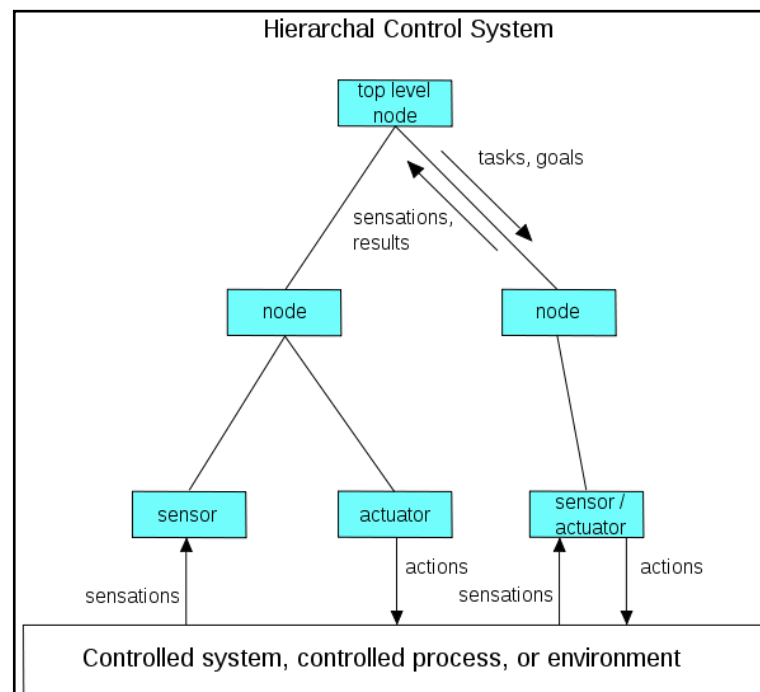 Hierarchal Control System
top level
node
tasks, goals
sensations,
results
node
node
sensor
actuator
sensor /
actuator
sensations
actions
sensations
actions
Controlled system, controlled process, or environment